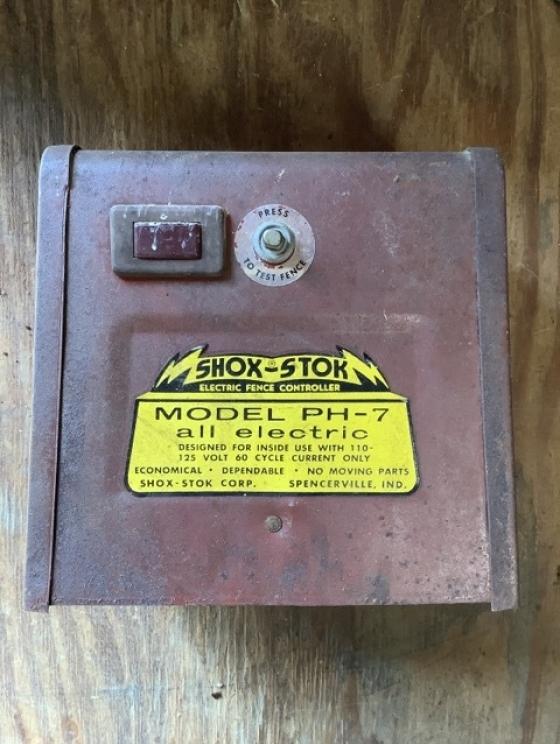 PRESS
TO TEST FENCE
SHOX-STOK
ELECTRIC FENCE CONTROLLER
MODEL PH-7
all electric
DESIGNED FOR INSIDE USE WITH 110-
125 VOLT 60 CYCLE CURRENT ONLY
ECONOMICAL • DEPENDABLE • NO MOVING PARTS
SHOX-STOK CORP. SPENCERVILLE, IND.